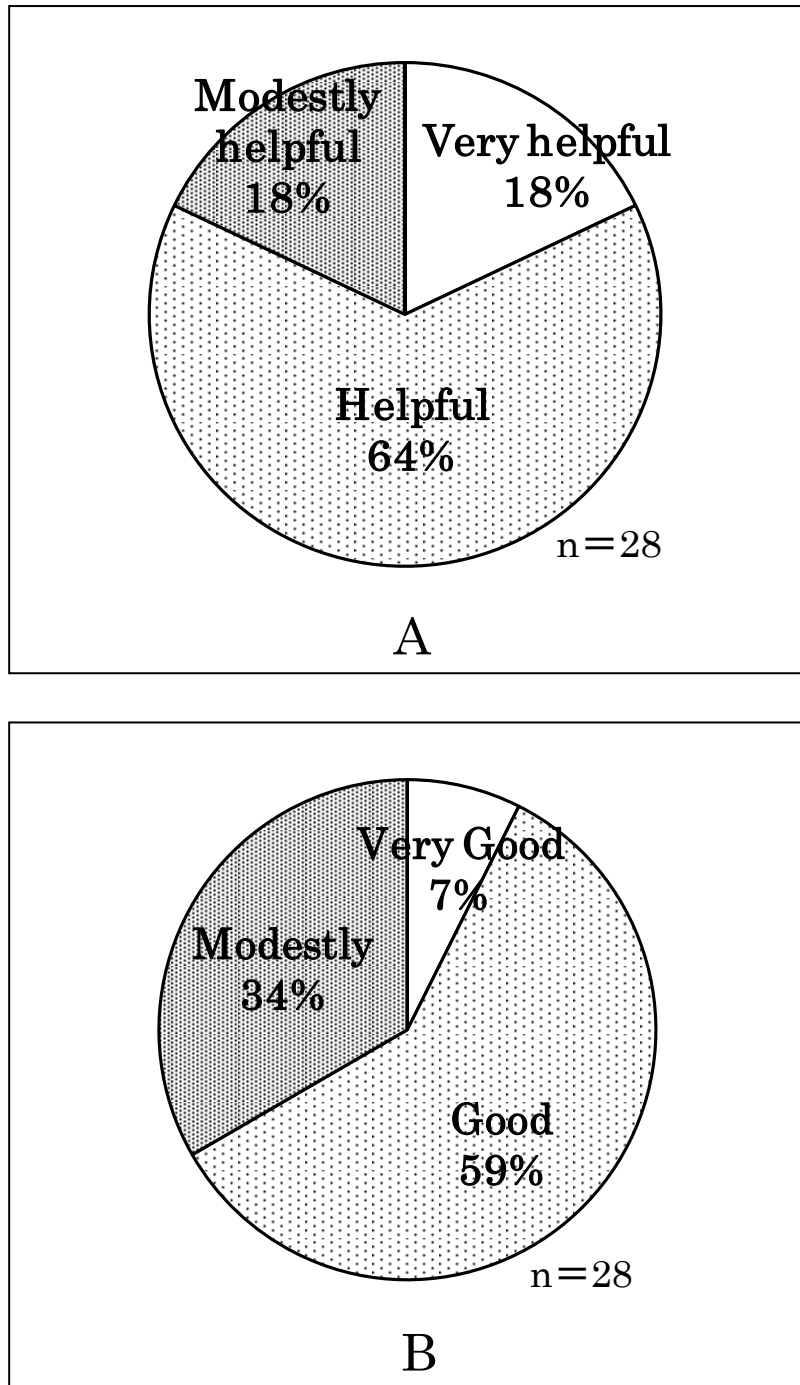 Modestly
helpful
18%
Very helpful
18%
Helpful
64%
n=28
A
Very Good
7%
Modestly
34%
Good
59%
n=28
B